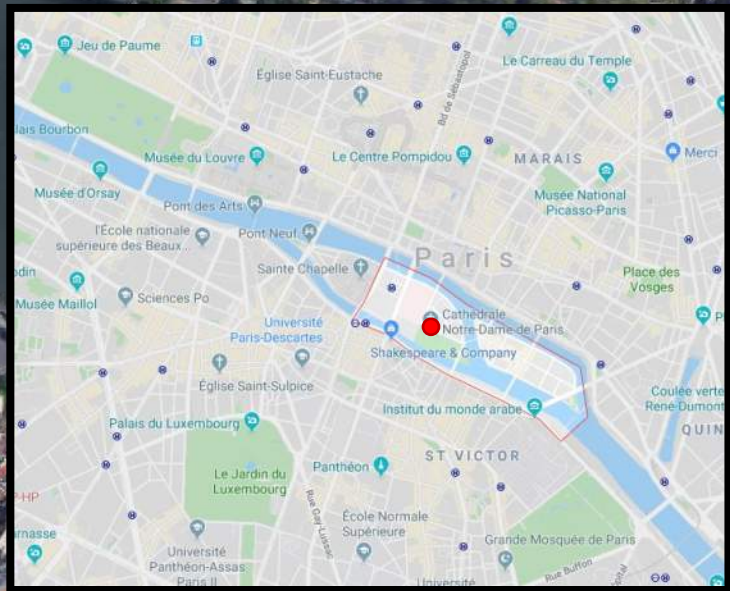 Jeu de Paume
Le Carreau du Temple
Église Saint-Eustache
Bd de Sébastopol
lais Bourbon
Musée du Louvre
Le Centre Pompidou
MARAIS
Merci
Musée d'Orsay
Musée National
Picasso-Paris
Pont des Arts
l'École nationale
supérieure des Beaux...
Pont Neuf
Paris
Sainte Chapelle
Place des
Vosges
odin
Musée Maillol
Sciences Po
Cathédrale
Notre-Dame de Paris
Université
Paris-Descartes
Shakespeare & Company
Église Saint-Sulpice
Coulée verte
René-Dumont
Institut du monde arabe
Palais du Luxembourg
QUIN
ST VICTOR
Panthéon
Le Jardin du
Luxembourg
P-HP
Rue Gay-Lussac
École Normale
Supérieure
rnasse
Grande Mosquée de Paris
Université
Panthéon-Assas
Paris II
Rue Buffon
Université